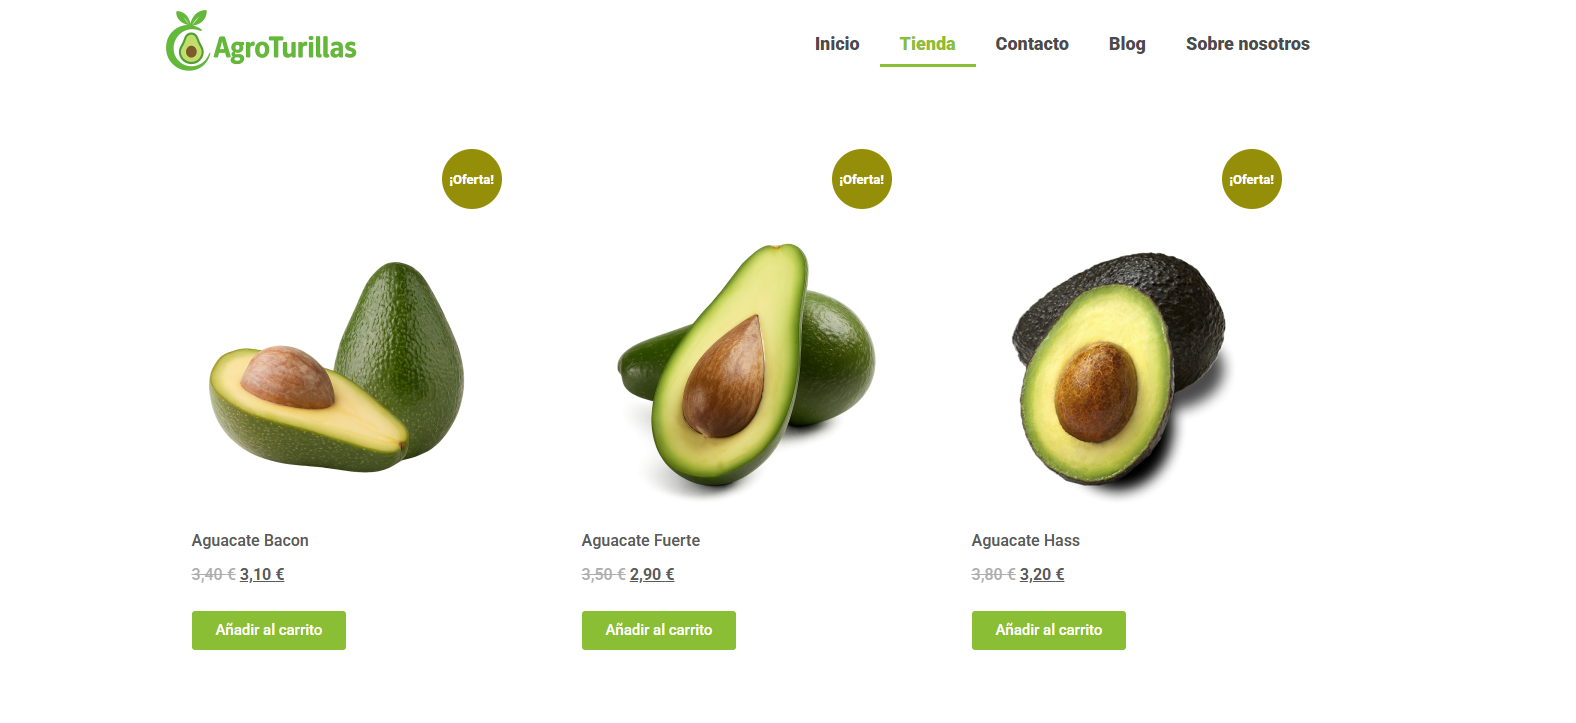 AgroTurillas
Inicio Tienda Contacto Blog Sobre nosotros
¡Oferta! ¡Oferta! ¡Oferta!
Aguacate Bacon
3,40 € 3,10 €
Añadir al carrito
Aguacate Fuerte
3,50 € 2,90 €
Añadir al carrito
Aguacate Hass
3,80 € 3,20 €
Añadir al carrito